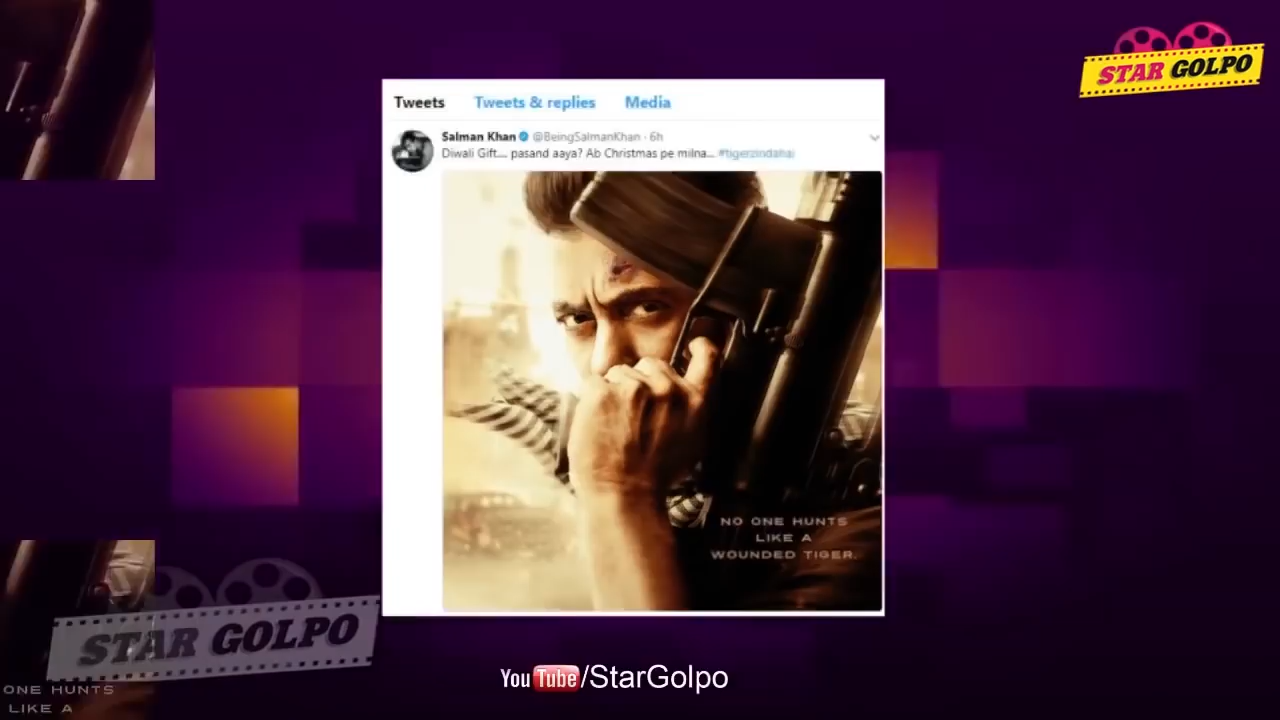 STAR GOLPO
Tweets Tweets & replies Media
Salman Khan @BeingSalmanKhan · 6h
Diwali Gift.... pasand aaya? Ab Christmas pe milna... #tigerzindahai
NO ONE HUNTS
LIKE A
WOUNDED TIGER.
STAR GOLPO
ONE HUNTS
LIKE A
YouTube/StarGolpo